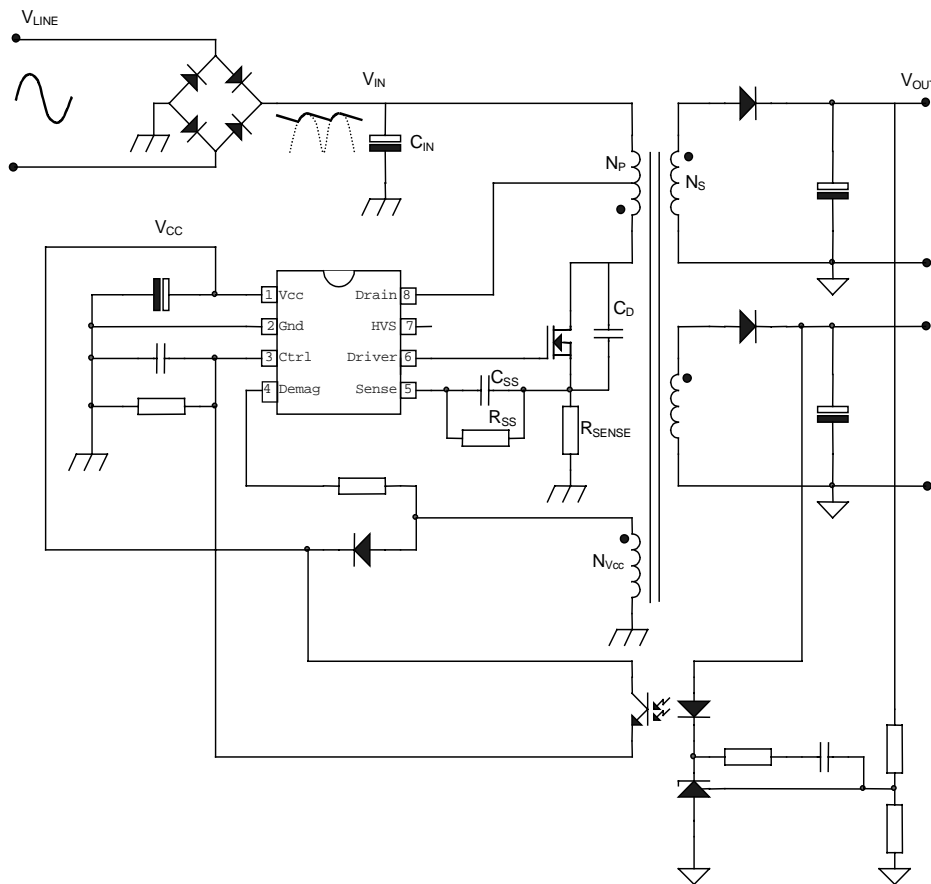 VLINE
VIN
VOUT
CIN
NP
NS
VCC
1 Vcc Drain 8
2 Gnd HVS 7
3 Ctrl Driver 6
4 Demag Sense 5
CD
CSS
RSS
RSENSE
NVcc